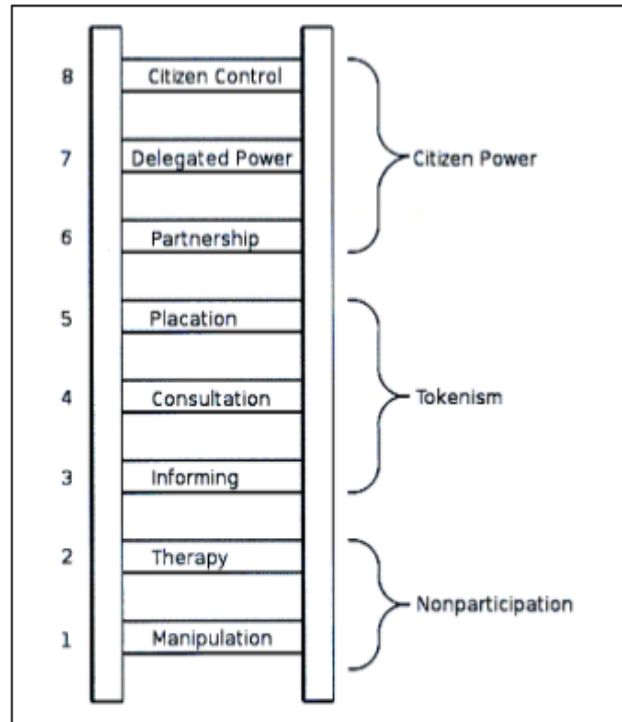 8 Citizen Control
7 Delegated Power
Citizen Power
6 Partnership
5 Placation
4 Consultation
Tokenism
3 Informing
2 Therapy
Nonparticipation
1 Manipulation